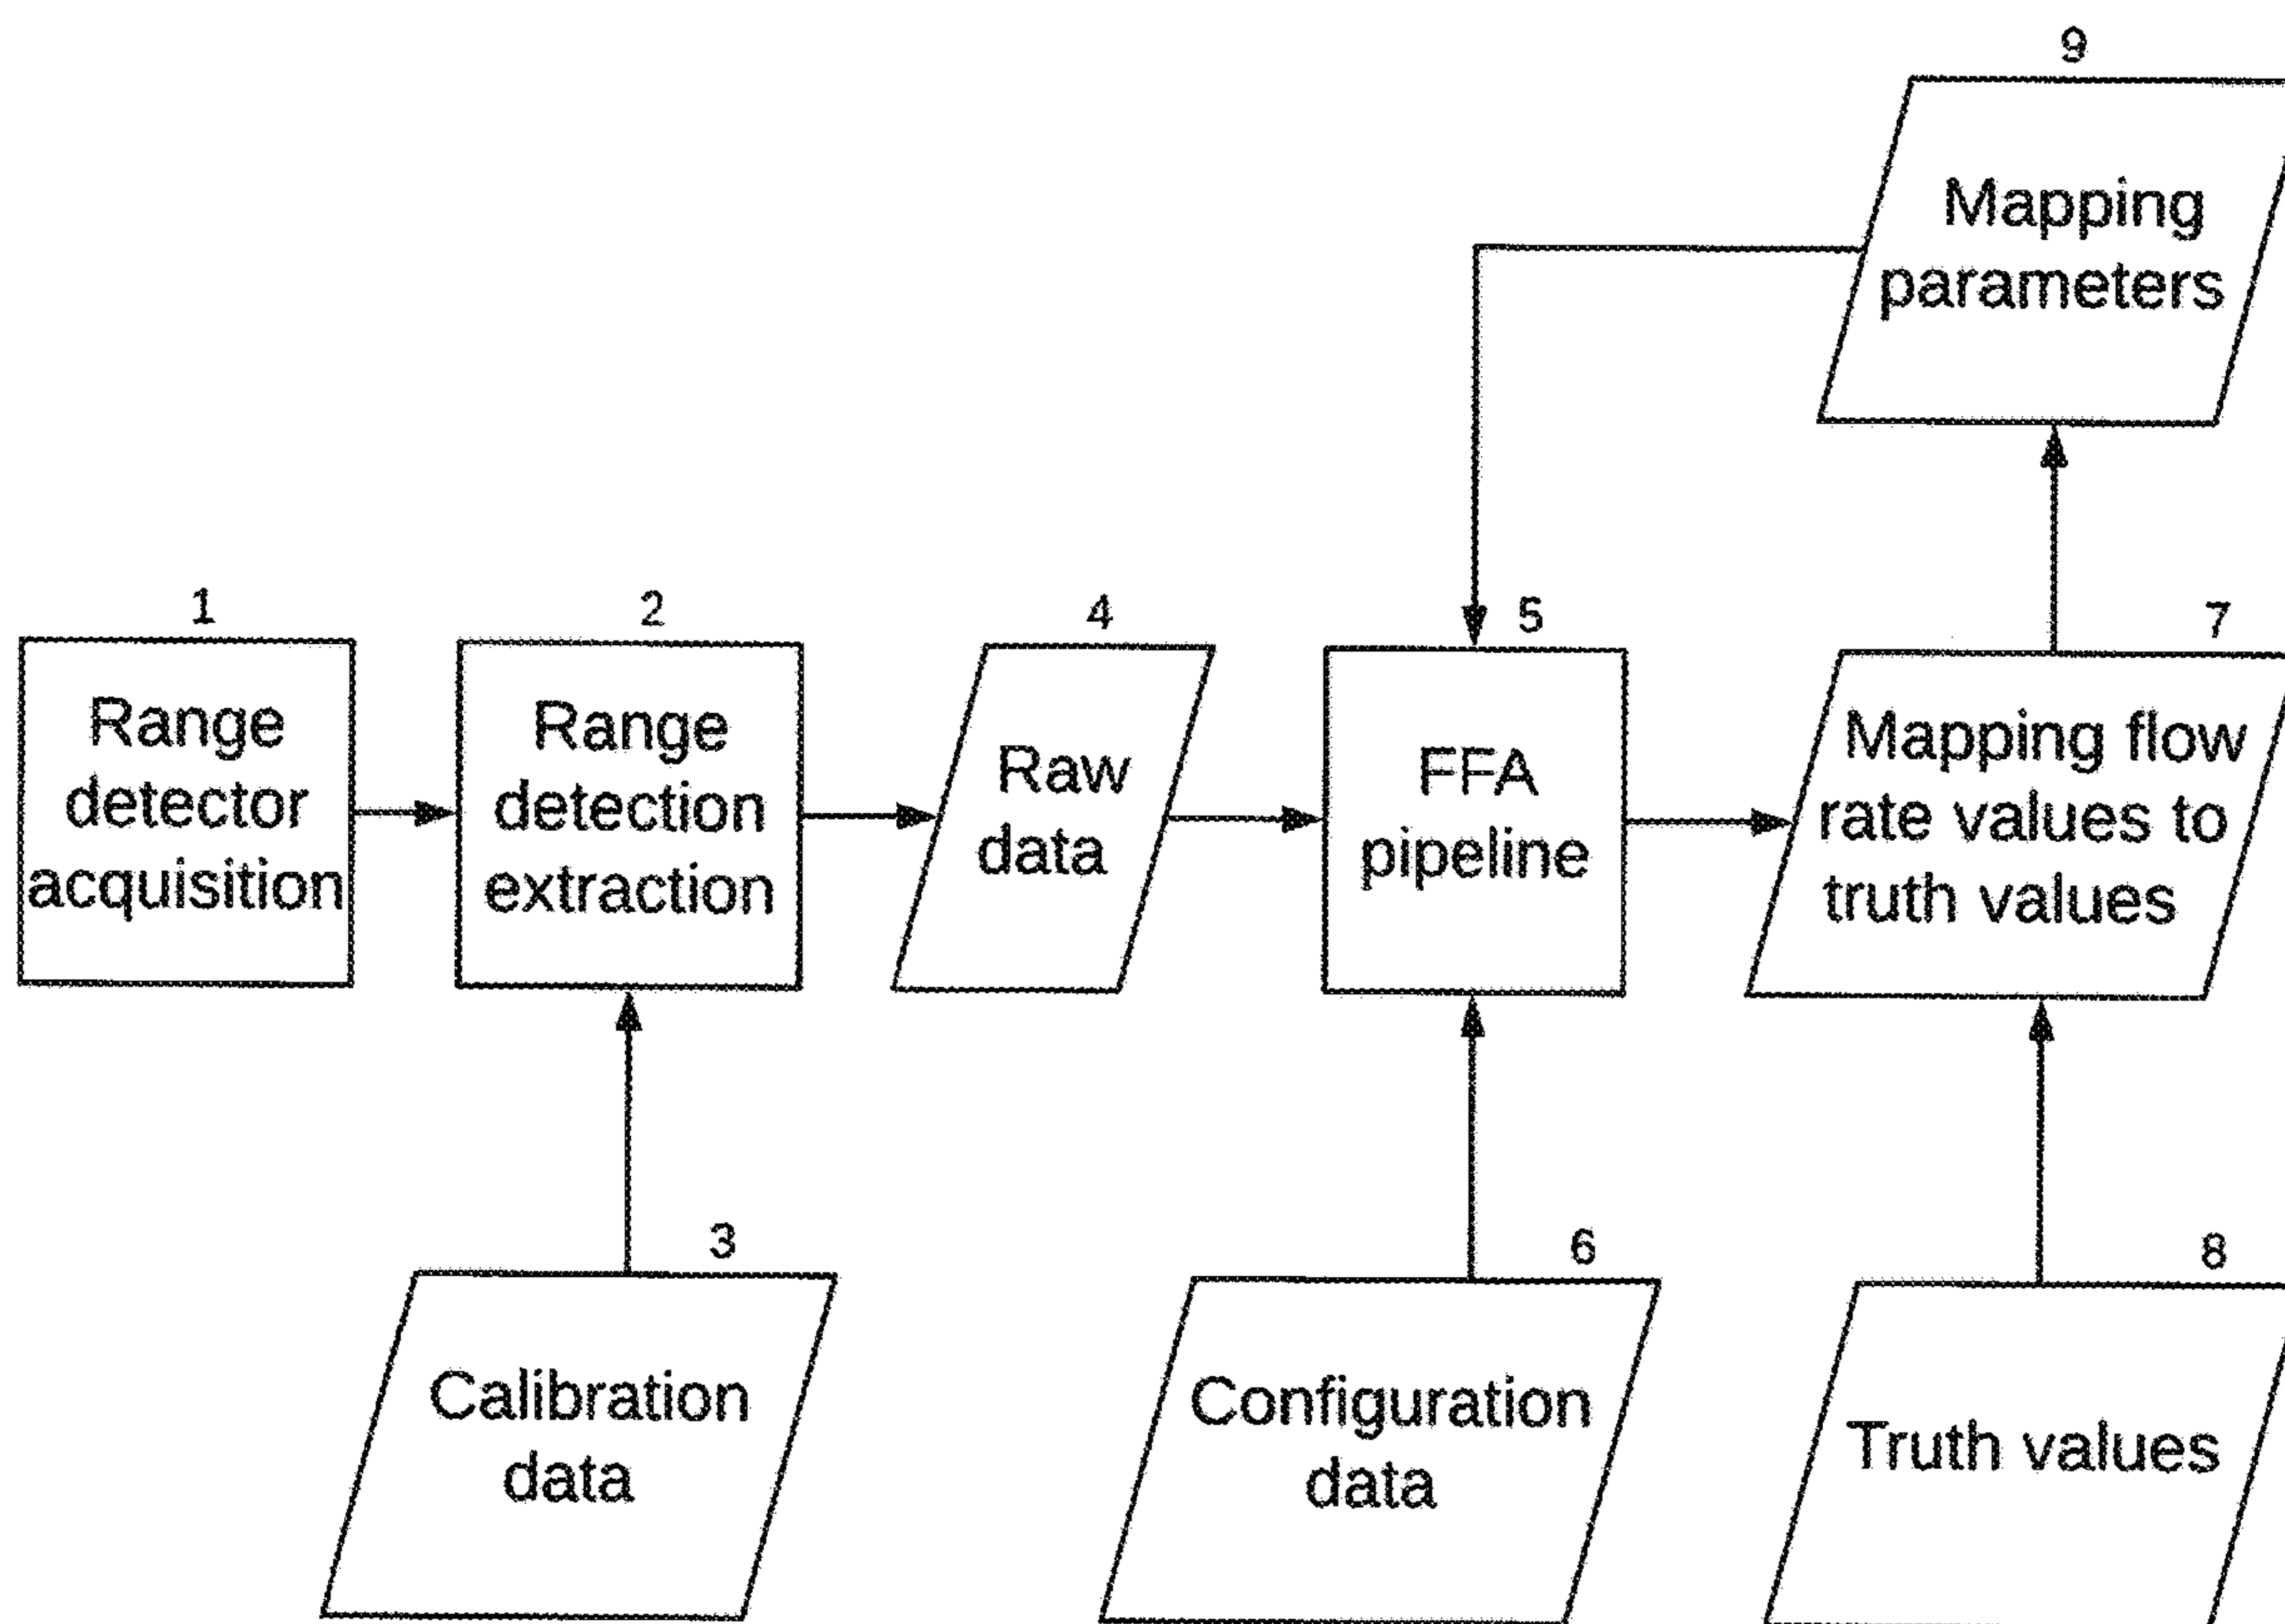 9
Mapping
parameters
1
Range
detector
acquisition
2
Range
detection
extraction
4
Raw
data
5
FFA
pipeline
7
Mapping flow
rate values to
truth values
3
Calibration
data
6
Configuration
data
8
Truth values